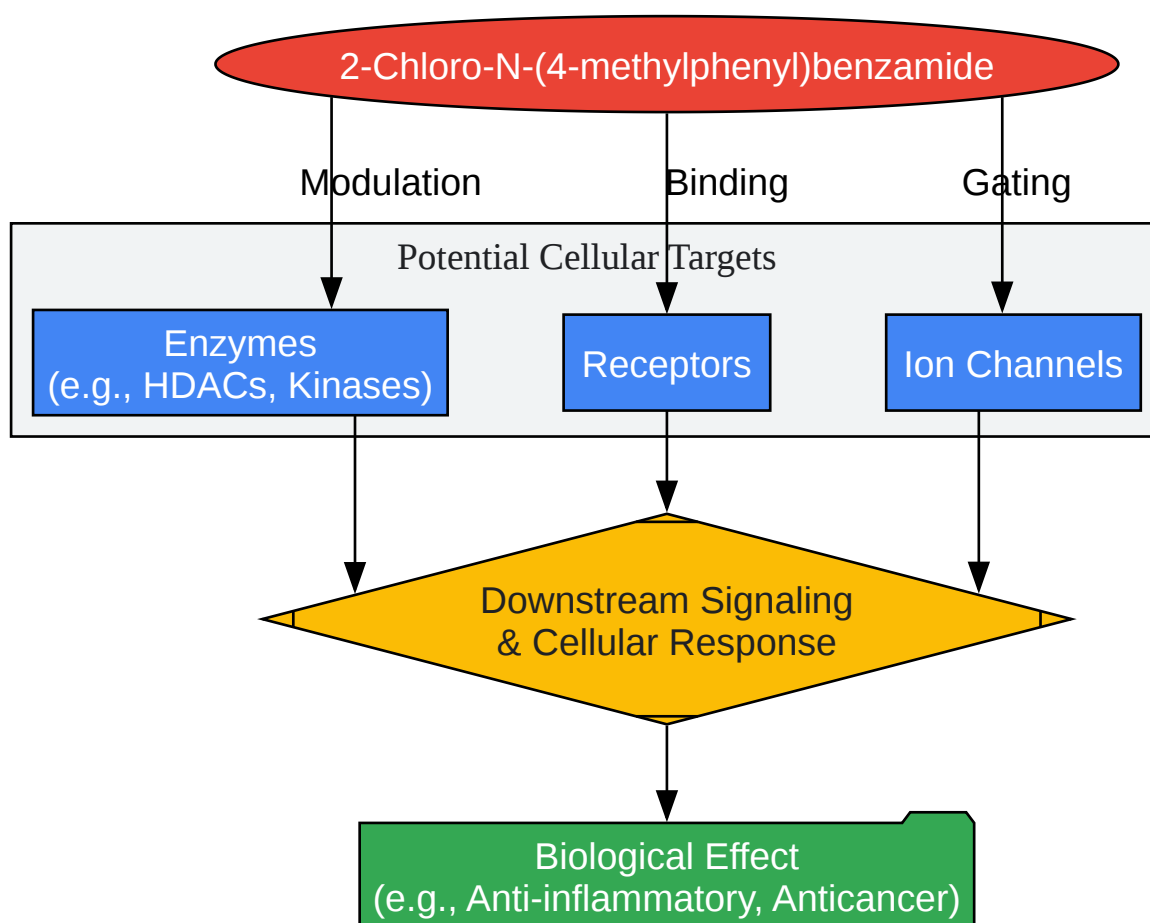 2-Chloro-N-(4-methylphenyl)benzamide
Modulation
Binding
Gating
Potential Cellular Targets
Enzymes
(e.g., HDACs, Kinases)
Receptors
Ion Channels
Downstream Signaling
& Cellular Response
Biological Effect
(e.g., Anti-inflammatory, Anticancer)